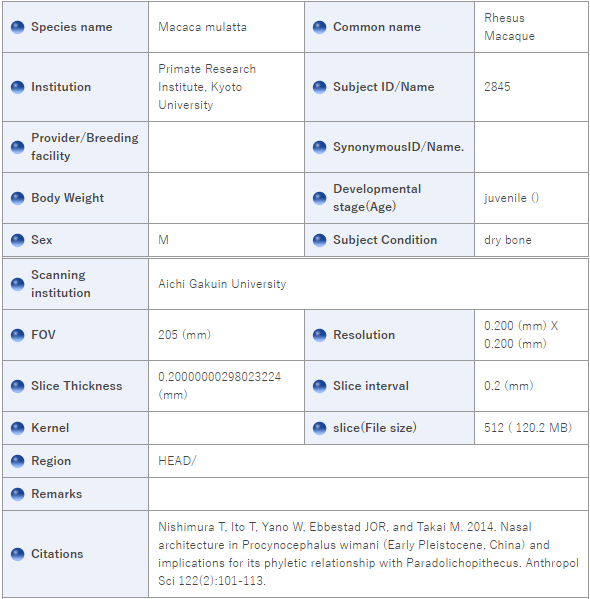 Species name
Macaca mulatta
Common name
Rhesus
Macaque
Institution
Primate Research
Institute, Kyoto
University
Subject ID/Name
2845
Provider/Breeding
facility
SynonymousID/Name.
Body Weight
Developmental
stage(Age)
juvenile ()
Sex
M
Subject Condition
dry bone
Scanning
institution
Aichi Gakuin University
FOV
205 (mm)
Resolution
0.200 (mm) X
0.200 (mm)
Slice Thickness
0.20000000298023224
(mm)
Slice interval
0.2 (mm)
Kernel
slice(File size)
512 ( 120.2 MB)
Region
HEAD/
Remarks
Citations
Nishimura T, Ito T, Yano W, Ebbestad JOR, and Takai M. 2014. Nasal
architecture in Procynocephalus wimani (Early Pleistocene, China) and
implications for its phyletic relationship with Paradolichopithecus. Anthropol
Sci 122(2):101-113.